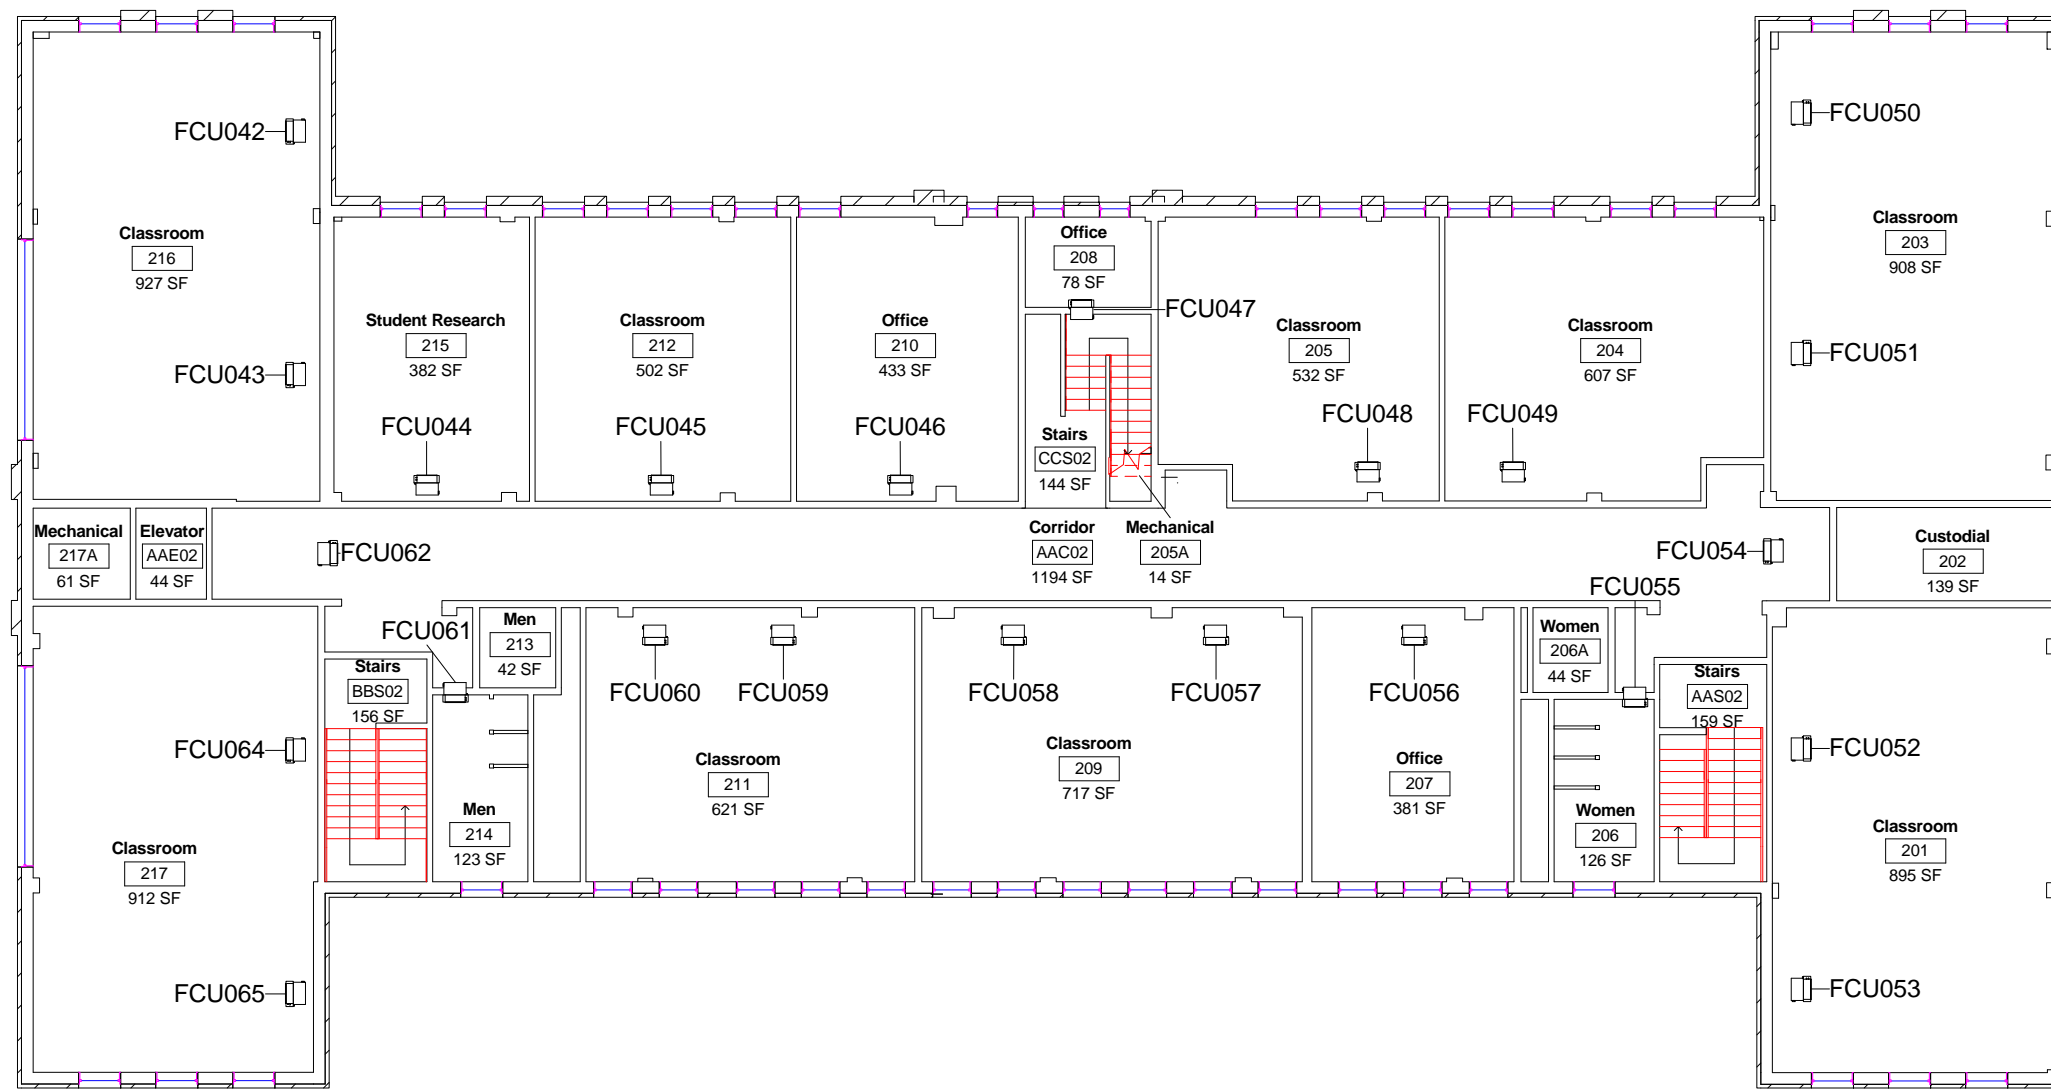 FCU042
FCU050
Classroom
216
927 SF
Classroom
203
908 SF
Office
208
78 SF
FCU047
Student Research
215
382 SF
Classroom
212
502 SF
Office
210
433 SF
Classroom
205
532 SF
Classroom
204
607 SF
FCU043
FCU051
FCU044
FCU045
FCU046
FCU048
FCU049
Stairs
CCS02
144 SF
Mechanical
217A
61 SF
Elevator
AAE02
44 SF
FCU062
Corridor
AAC02
1194 SF
Mechanical
205A
14 SF
FCU054
Custodial
202
139 SF
FCU055
FCU061
Men
213
42 SF
Women
206A
44 SF
Stairs
BBS02
156 SF
FCU060
FCU059
FCU058
FCU057
FCU056
Stairs
AAS02
159 SF
FCU064
FCU052
Classroom
211
621 SF
Classroom
209
717 SF
Office
207
381 SF
Men
214
123 SF
Women
206
126 SF
Classroom
217
912 SF
Classroom
201
895 SF
FCU065
FCU053